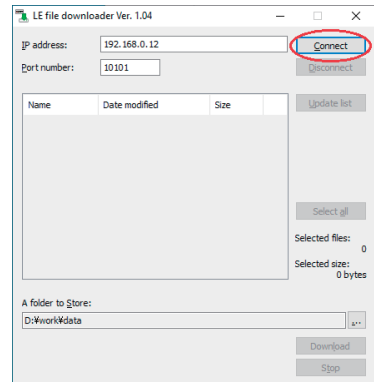 LE file downloader Ver. 1.04
IP address: 192.168.0.12 Connect
Port number: 10101 Disconnect
Name Date modified Size Update list
Select all
Selected files:
0
Selected size:
0 bytes
A folder to Store:
D:¥work¥data ...
Download
Stop